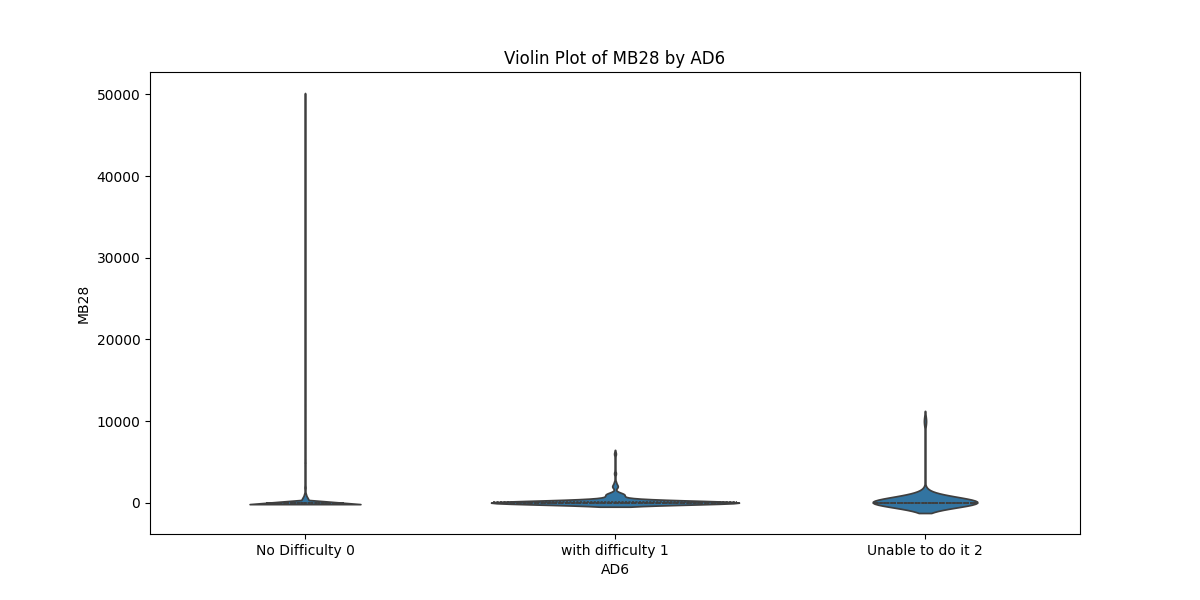 Violin Plot of MB28 by AD6
50000
40000
30000
20000
10000
0
MB28
No Difficulty 0
with difficulty 1
Unable to do it 2
AD6